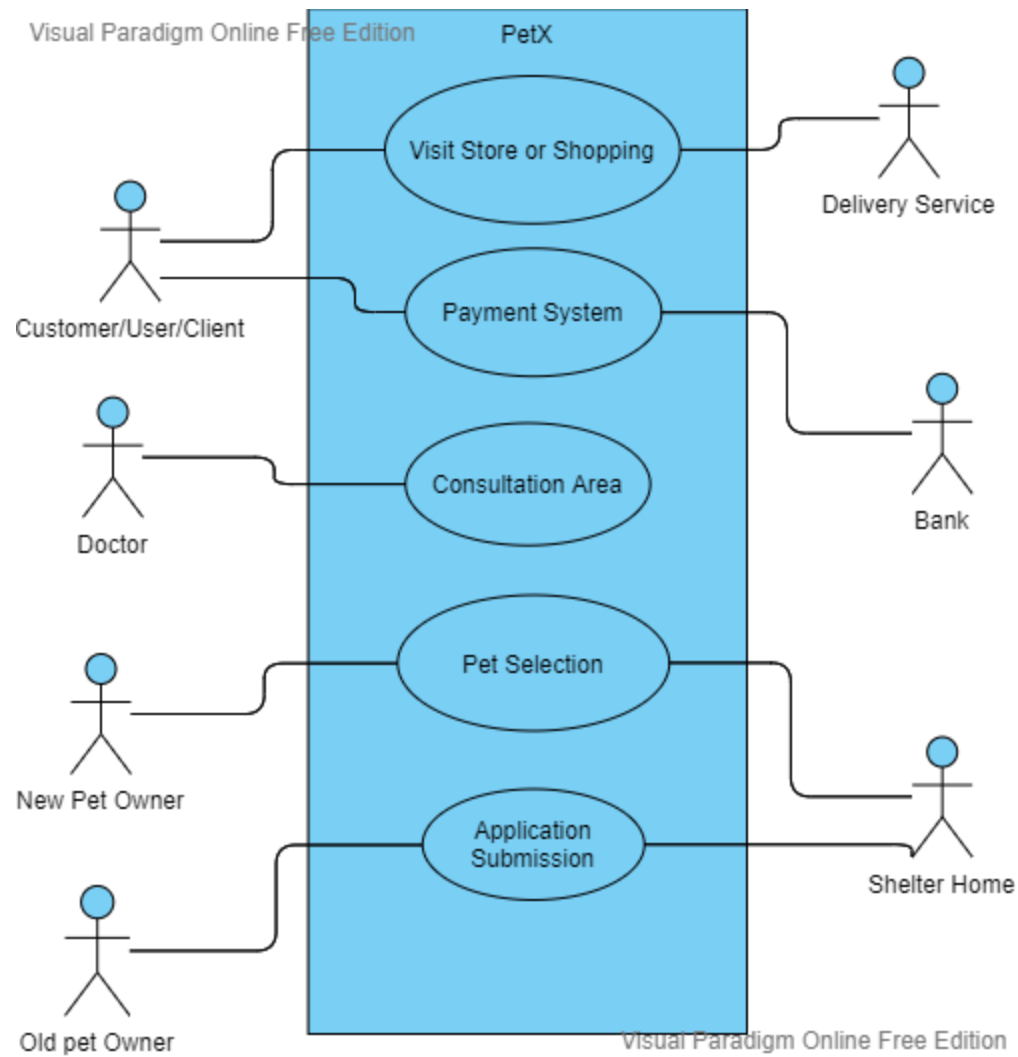 Visual Paradigm Online Free Edition
PetX
Visit Store or Shopping
Delivery Service
Payment System
Customer/User/Client
Consultation Area
Bank
Doctor
Pet Selection
New Pet Owner
Application
Submission
Shelter Home
Old pet Owner
Visual Paradigm Online Free Edition